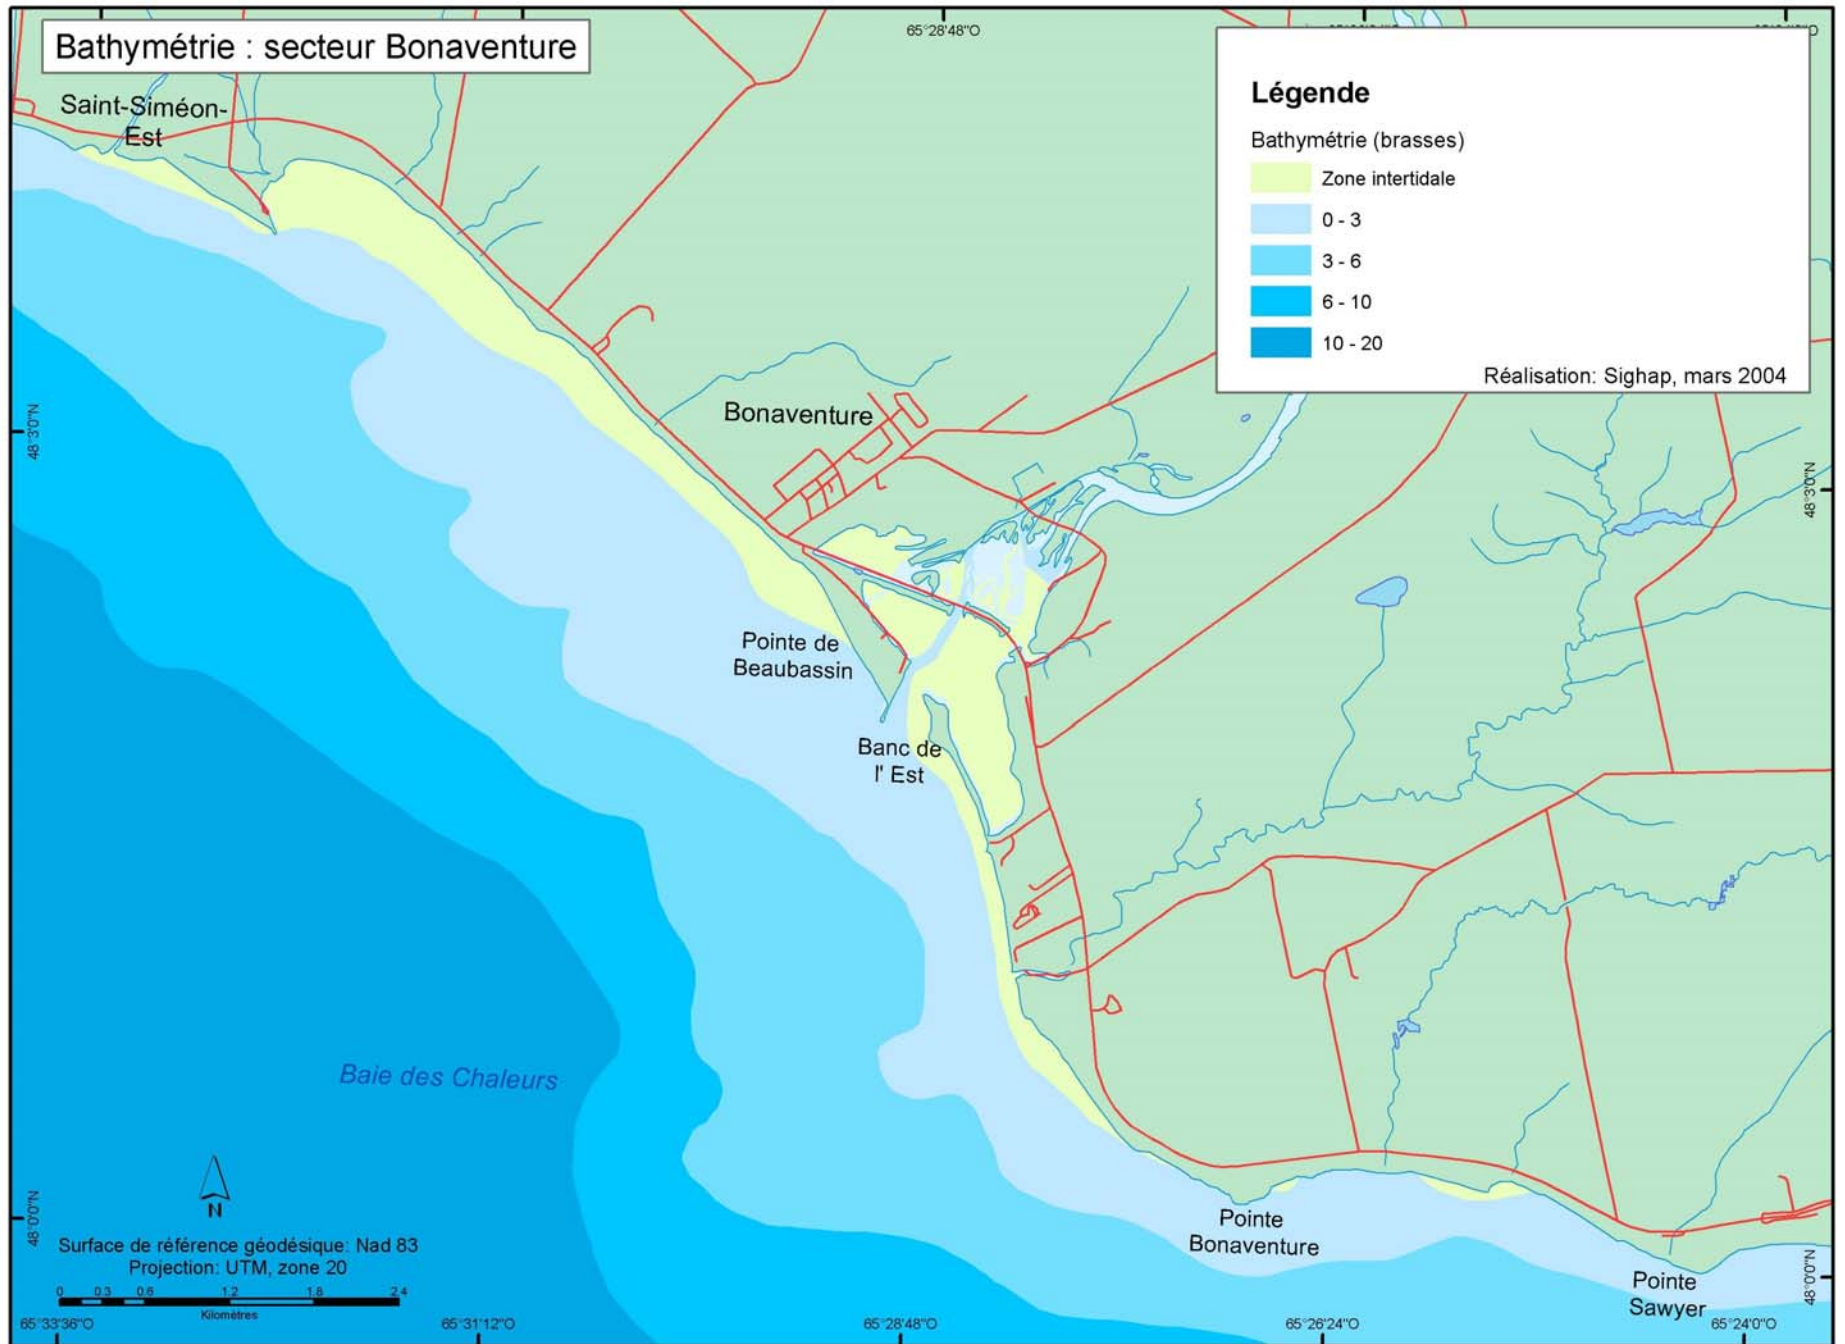 65°28'48"O
Bathymétrie : secteur Bonaventure
Légende
Bathymétrie (brasses)
Zone intertidale
0 - 3
3 - 6
6 - 10
10 - 20
Réalisation: Sighap, mars 2004
Saint-Siméon-
Est
Bonaventure
48°3'0"N
48°3'0"N
Pointe de
Beaubassin
Banc de
l' Est
Baie des Chaleurs
N
48°0'0"N
48°0'0"N
Pointe
Bonaventure
Pointe
Sawyer
Surface de référence géodésique: Nad 83
Projection: UTM, zone 20
0 0.3 0.6 1.2 1.8 2.4
Kilomètres
65°33'36"O
65°31'12"O
65°28'48"O
65°26'24"O
65°24'0"O